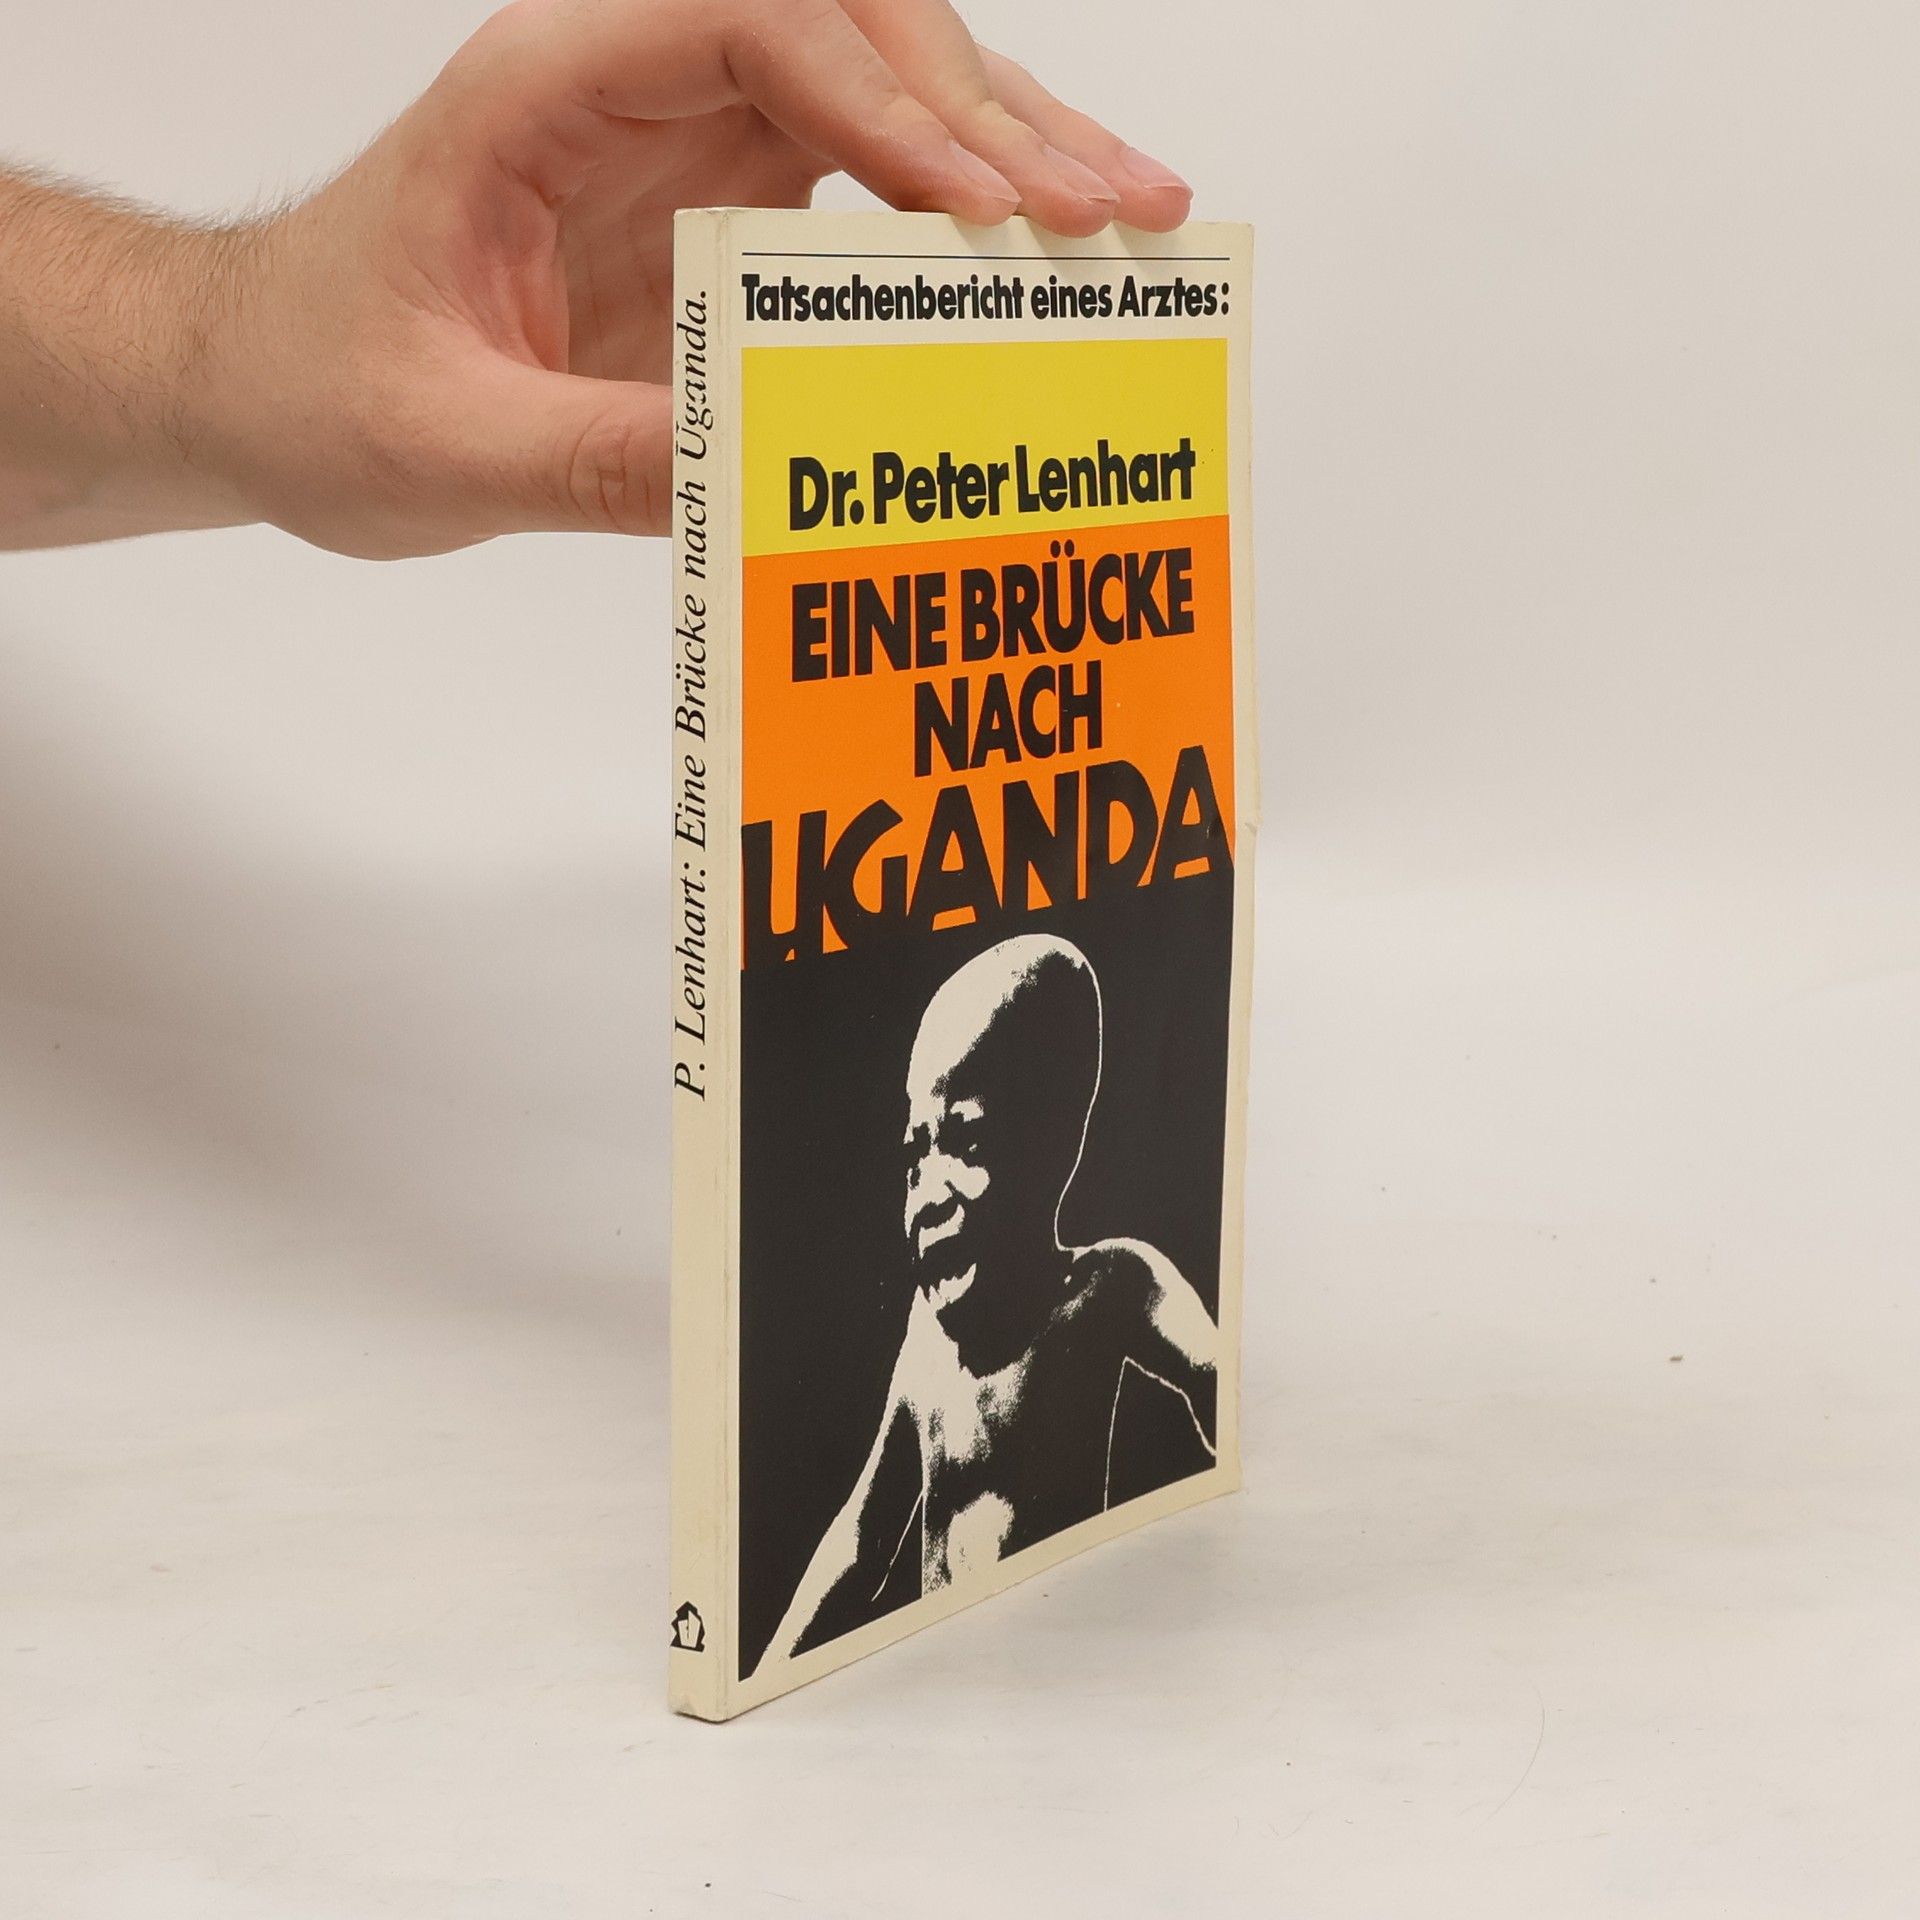 P. Lenhart: Eine Brücke nach Uganda.
Tatsachenbericht eines Arztes:
Dr. Peter Lenhart
EINE BRÜCKE
NACH
UGANDA